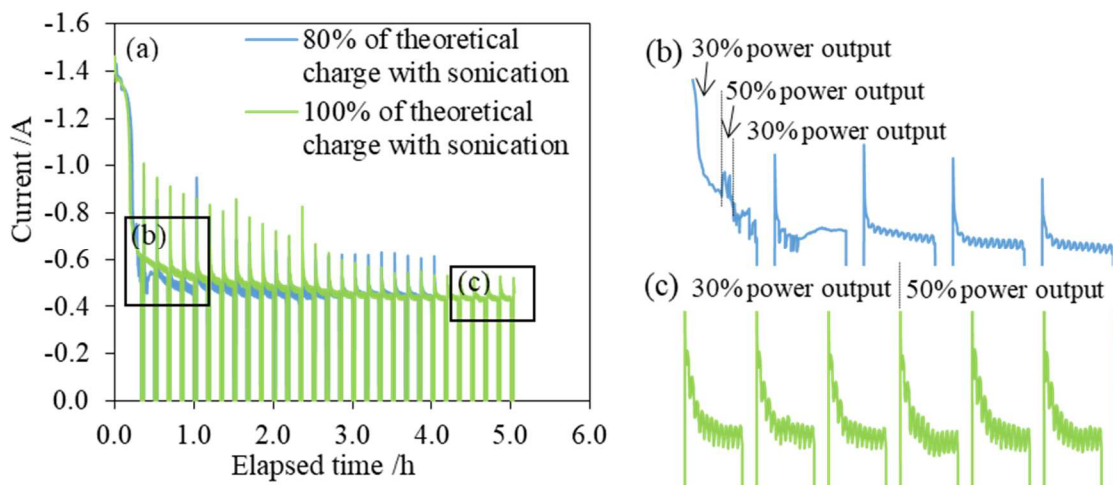 (a)
80% of theoretical
charge with sonication
100% of theoretical
charge with sonication
Current /A
-1.6
-1.4
-1.2
-1.0
-0.8
-0.6
-0.4
-0.2
0.0
(b)
(c)
0.0 1.0 2.0 3.0 4.0 5.0 6.0
Elapsed time /h
(b) 30% power output
50% power output
30% power output
(c) 30% power output 50% power output